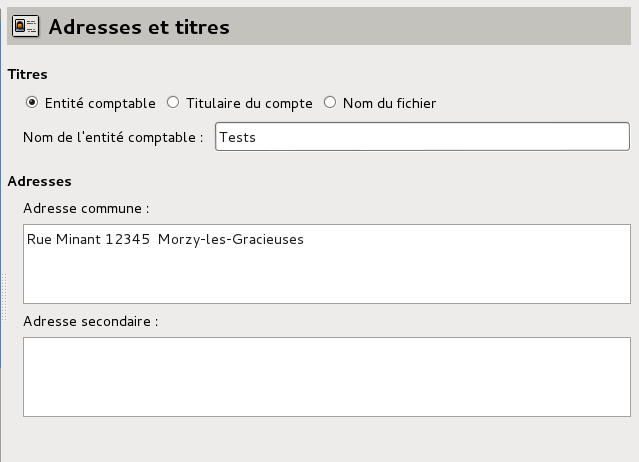 Adresses et titres
Titres
Entité comptable Titulaire du compte Nom du fichier
Nom de l'entité comptable : Tests
Adresses
Adresse commune :
Rue Minant 12345  Morzy-les-Gracieuses
Adresse secondaire :